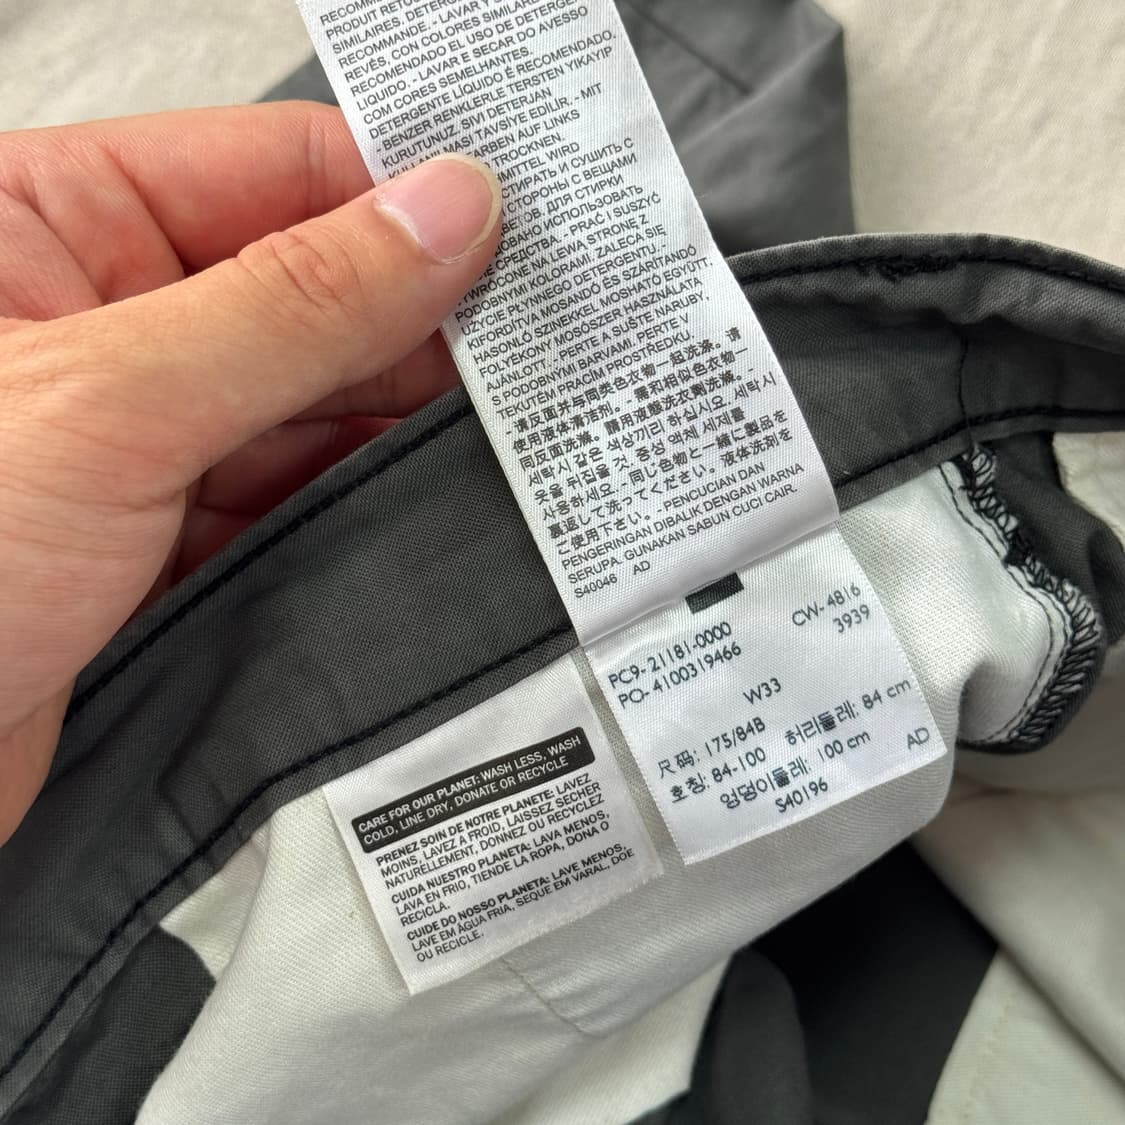 RECOMM
PRODUIT RETOU
SIMILAIRES, DETERG
RECOMMANDE. - LAVAR Y S
REVÉS, CON COLORES SIMILARE
RECOMENDADO EL USO DE DETERGE
LIQUIDO. - LAVAR E SECAR DO AVESSO
COM CORES SEMELHANTES.
DETERGENTE LÍQUIDO É RECOMENDADO.
- BENZER RENKLERLE TERSTEN YIKAYIP
KURUTUNUZ. SIVI DETERJAN
KULLANILMASI TAVSİYE EDİLİR. - MIT
FARBEN AUF LINKS
TROCKNEN.
MITTEL WIRD
СТИРАТЬ И СУШИТЬ С
СТОРОНЫ С ВЕЩАМИ
ДЛЯ СТИРКИ
ИСПОЛЬЗОВАТЬ
СРЕДСТВА. - PRAĆ I SUSZYĆ
WYWRÓCONE NA LEWĄ STRONĘ Z
PODOBNYMI KOLORAMI. ZALECA SIĘ
UŻYCIE PŁYNNEGO DETERGENTU. -
KIFORDÍTVA MOSANDÓ ÉS SZÁRÍTANDÓ
HASONLÓ SZÍNEKKEL MOSHATÓ EGYÜTT.
FOLYÉKONY MOSÓSZER HASZNÁLATA
AJÁNLOTT. - PERTE A SUŠTE NARUBY,
S PODOBNÝMI BARVAMI. PERTE V
TEKUTÉM PRACÍM PROSTŘEDKU.
- 请反面并与同类色衣物一起洗涤。请
使用液体清洁剂。 - 需和相似色衣物一
同反面洗滌。請用液態洗衣劑洗滌。 -
세탁시 같은 색상끼리 하십시오. 세탁시
옷을 뒤집을 것. 중성 액체 세제를
사용하세요. - 同じ色物と一緒に製品を
裏返して洗ってください。液体洗剤を
ご使用下さい。 - PENCUCIAN DAN
PENGERINGAN DIBALIK DENGAN WARNA
SERUPA. GUNAKAN SABUN CUCI CAIR.
S40046 AD
CW-4816
3939
PC9-21181-0000
PO-4100319466
W33
尺码: 175/84B
호칭: 84-100 허리둘레: 84 cm
엉덩이둘레: 100 cm
S40196 AD
CARE FOR OUR PLANET: WASH LESS, WASH
COLD, LINE DRY, DONATE OR RECYCLE
PRENEZ SOIN DE NOTRE PLANETE: LAVEZ
MOINS, LAVEZ A FROID, LAISSEZ SECHER
NATURELLEMENT, DONNEZ OU RECYCLEZ
CUIDA NUESTRO PLANETA: LAVA MENOS,
LAVA EN FRIO, TIENDE LA ROPA, DONA O
RECICLA.
CUIDE DO NOSSO PLANETA: LAVE MENOS,
LAVE EM ÁGUA FRIA, SEQUE EM VARAL, DOE
OU RECICLE.